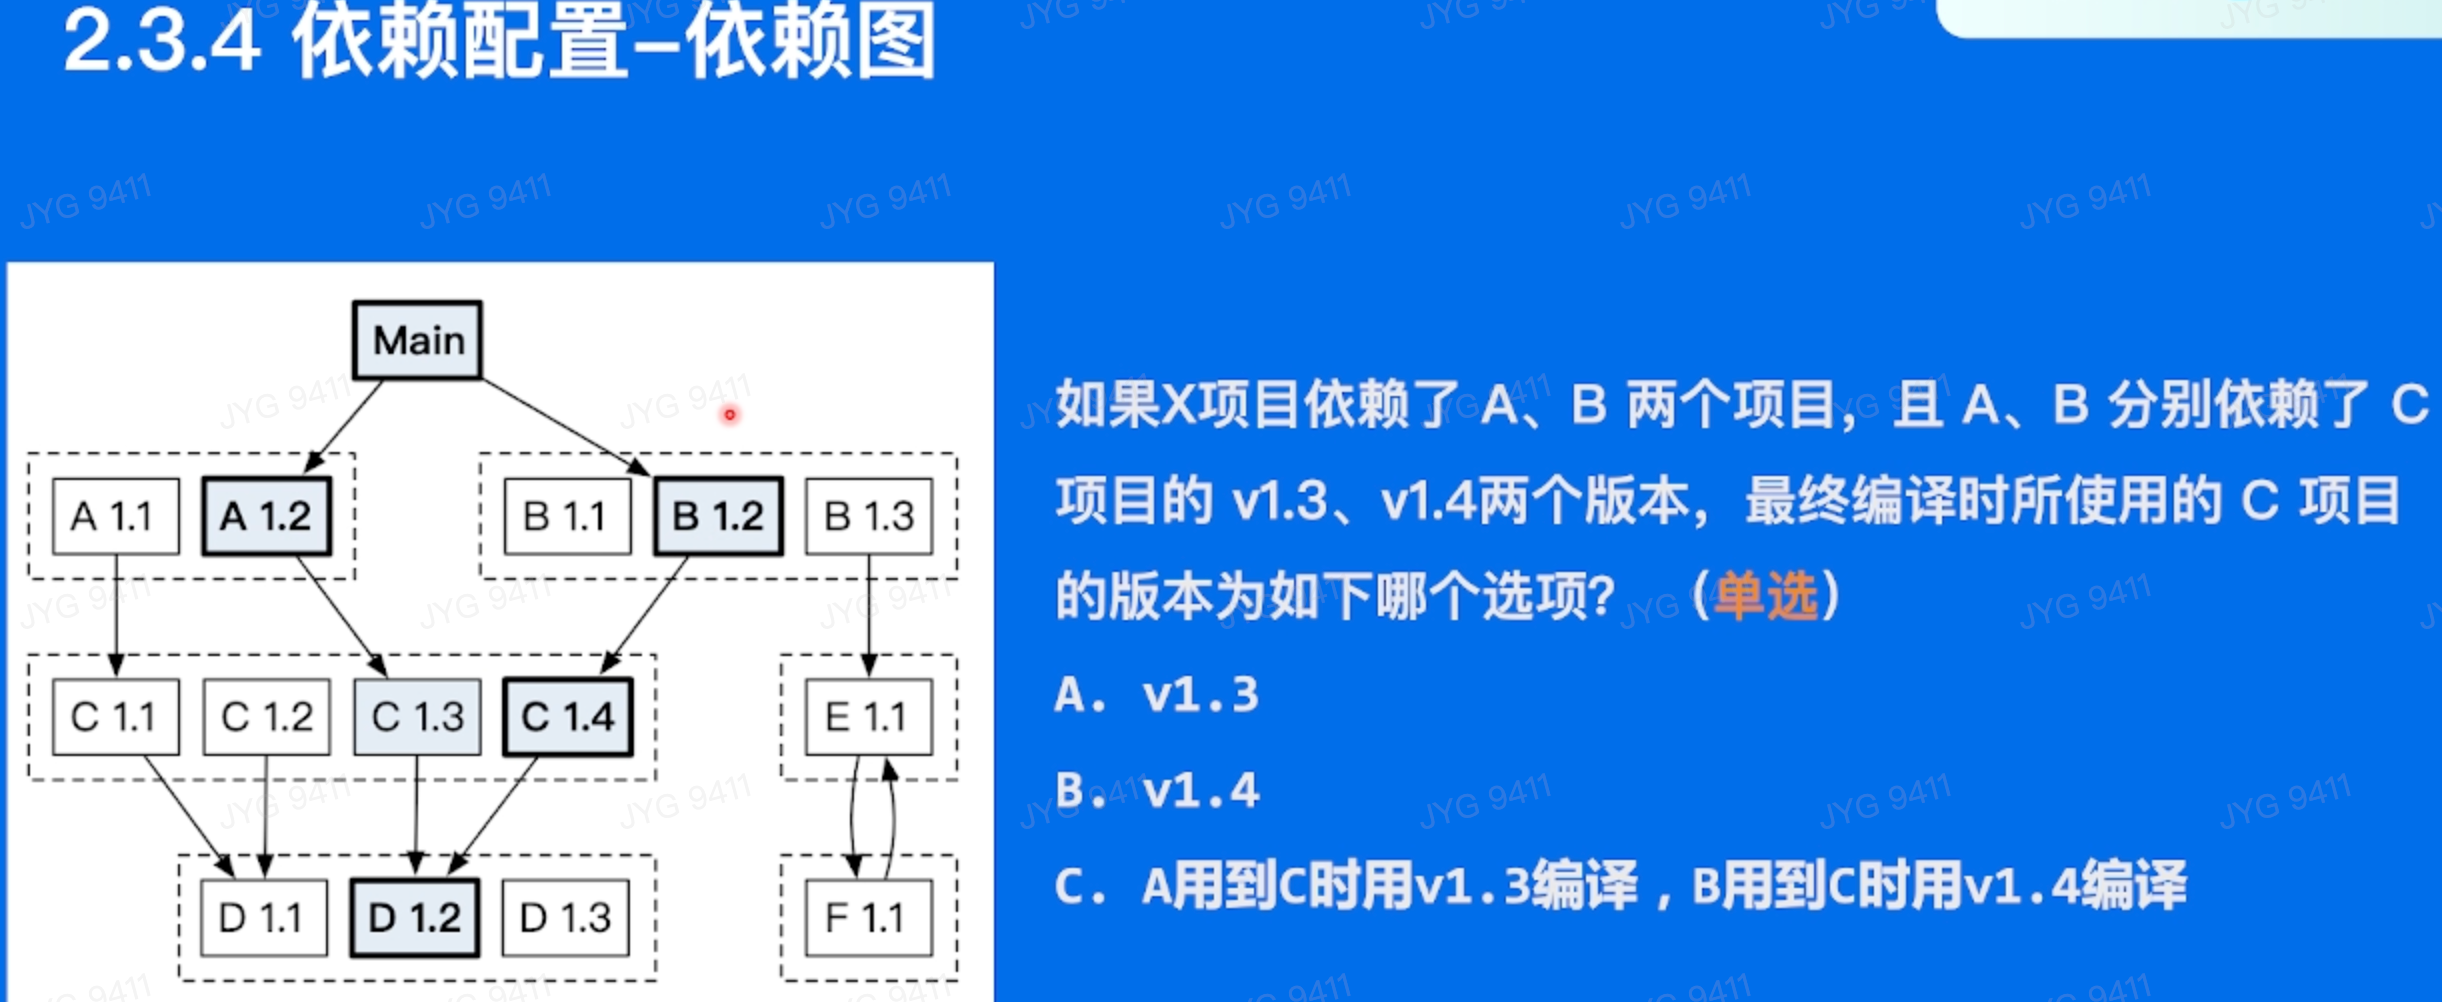 2.3.4 依赖配置-依赖图
Main
A 1.1
A 1.2
B 1.1
B 1.2
B 1.3
C 1.1
C 1.2
C 1.3
C 1.4
E 1.1
D 1.1
D 1.2
D 1.3
F 1.1
如果X项目依赖了 A、B 两个项目，且 A、B 分别依赖了 C
项目的 v1.3、v1.4两个版本，最终编译时所使用的 C 项目
的版本为如下哪个选项？（单选）
A. v1.3
B. v1.4
C. A用到C时用v1.3编译，B用到C时用v1.4编译
JYG 9411